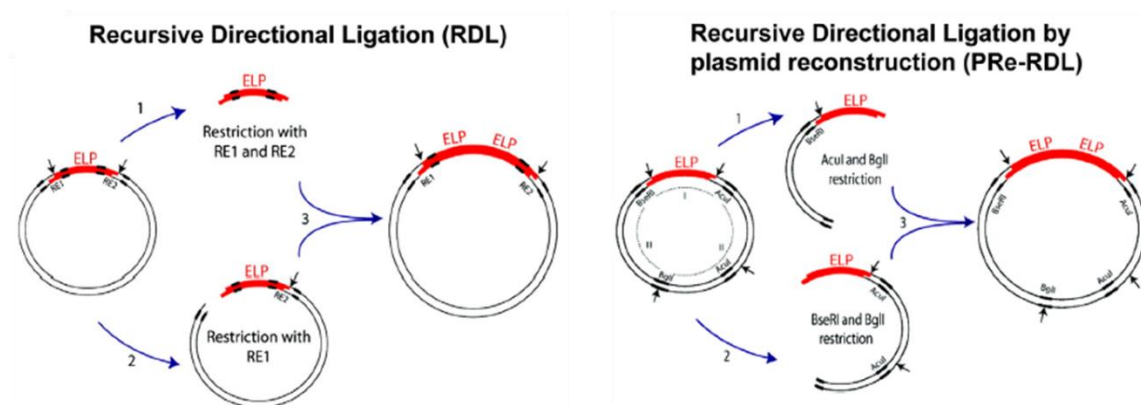 Recursive Directional Ligation (RDL)
ELP
1
Restriction with
RE1 and RE2
ELP
RE1
RE2
ELP
ELP
RE1
RE2
3
ELP
RE2
Restriction with
RE1
2
Recursive Directional Ligation by
plasmid reconstruction (PRe-RDL)
ELP
1
BseRI
AcuI and BglI
restriction
ELP
BseRI
AcuI
I
II
III
AcuI
BglI
ELP
ELP
BseRI
AcuI
AcuI
BglI
3
ELP
AcuI
BseRI and BglI
restriction
AcuI
2